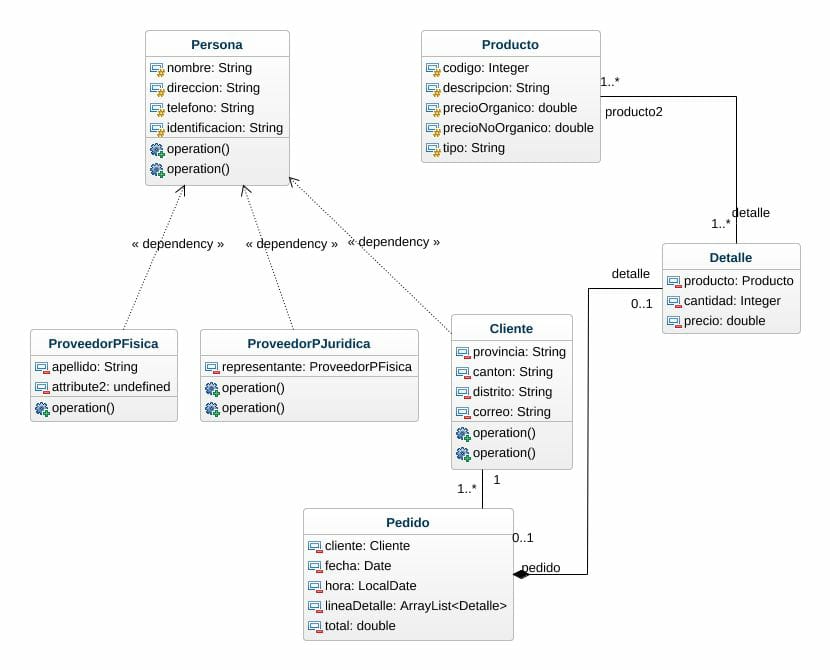 Persona
nombre: String
direccion: String
telefono: String
identificacion: String
operation()
operation()
Producto
codigo: Integer
descripcion: String
precioOrganico: double
precioNoOrganico: double
tipo: String
1..*
producto2
detalle
1..*
« dependency »
« dependency »
« dependency »
Detalle
producto: Producto
cantidad: Integer
precio: double
detalle
0..1
ProveedorPFisica
apellido: String
attribute2: undefined
operation()
ProveedorPJuridica
representante: ProveedorPFisica
operation()
operation()
Cliente
provincia: String
canton: String
distrito: String
correo: String
operation()
operation()
1
1..*
Pedido
cliente: Cliente
fecha: Date
hora: LocalDate
lineaDetalle: ArrayList<Detalle>
total: double
0..1
pedido